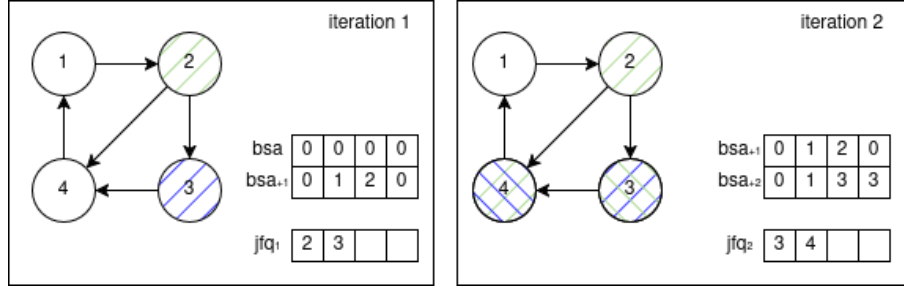 iteration 1
1
2
4
3
bsa 0 0 0 0
bsa+1 0 1 2 0
jfq1 2 3
iteration 2
1
2
4
3
bsa+1 0 1 2 0
bsa+2 0 1 3 3
jfq2 3 4